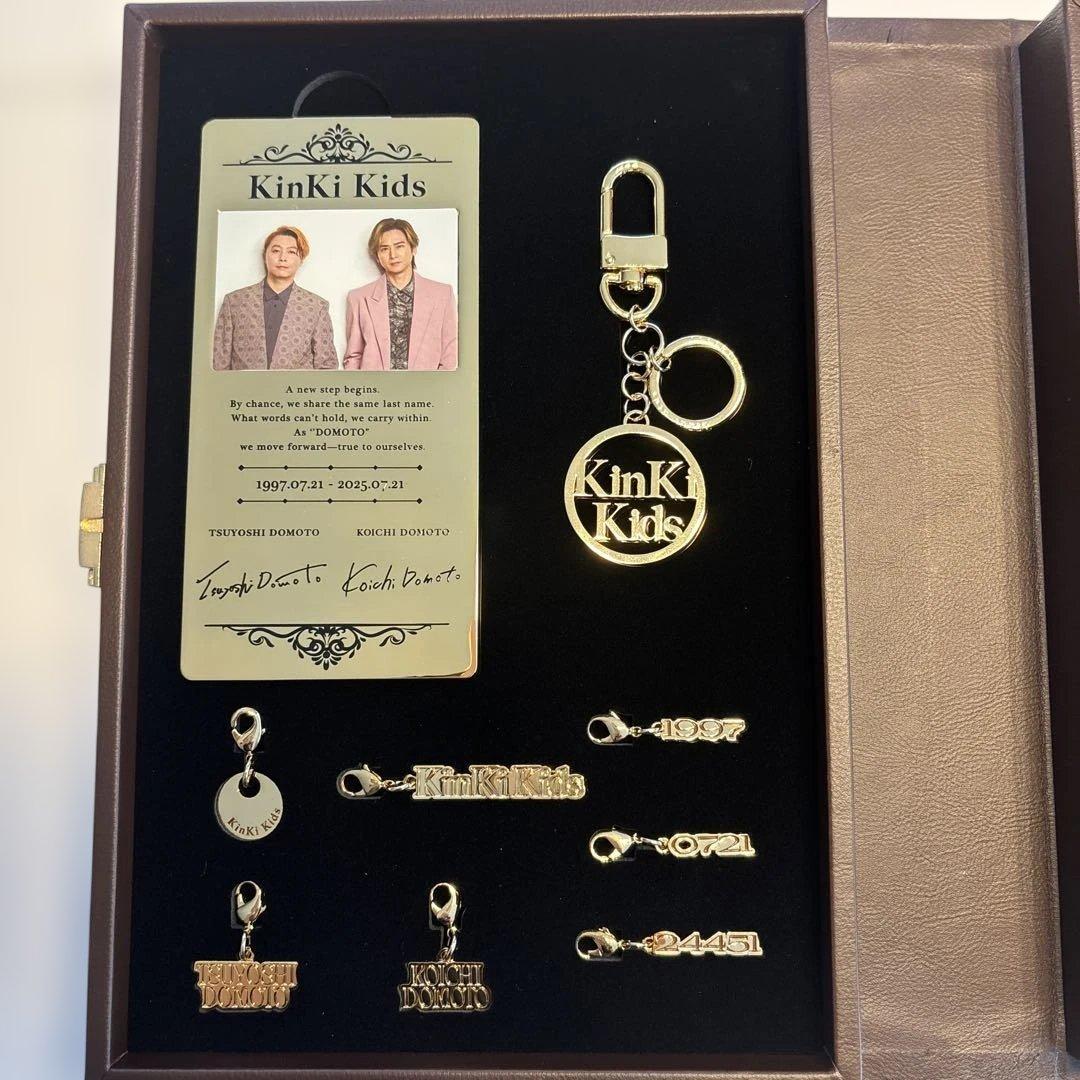 KinKi Kids
A new step begins.
By chance, we share the same last name.
What words can't hold, we carry within.
As "DOMOTO"
we move forward—true to ourselves.
1997.07.21 - 2025.07.21
TSUYOSHI DOMOTO KOICHI DOMOTO
Tsuyoshi Domoto Koichi Domoto
KinKi
Kids
KinKi Kids
KinKi Kids
1997
0721
24451
TSUYOSHI
DOMOTO
KOICHI
DOMOTO